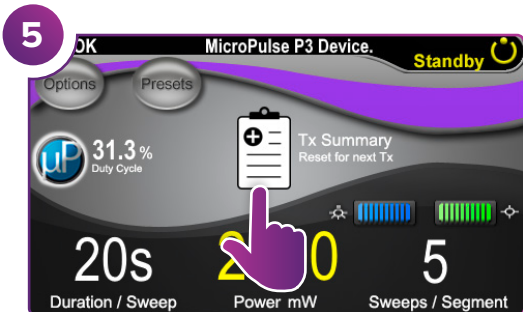 5
OK
MicroPulse P3 Device.
Standby
Options
Presets
µP
31.3 %
Duty Cycle
Tx Summary
Reset for next Tx
20s
5
Duration / Sweep
Power mW
Sweeps / Segment